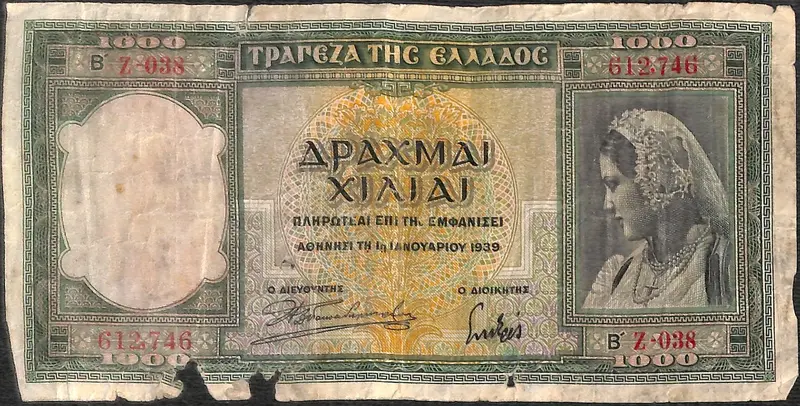 1000
ΤΡΑΠΕΖΑ ΤΗΣ ΕΛΛΑΔΟΣ
1000
Β΄ Ζ-038
612,746
ΔΡΑΧΜΑΙ
ΧΙΛΙΑΙ
ΠΛΗΡΩΤΕΑΙ ΕΠΙ ΤΗι ΕΜΦΑΝΙΣΕΙ
ΑΘΗΝΗΣΙ ΤΗ 1η ΙΑΝΟΥΑΡΙΟΥ 1939
Ο ΔΙΕΥΘΥΝΤΗΣ
Ο ΔΙΟΙΚΗΤΗΣ
612,746
Β΄ Ζ-038
1000
1000